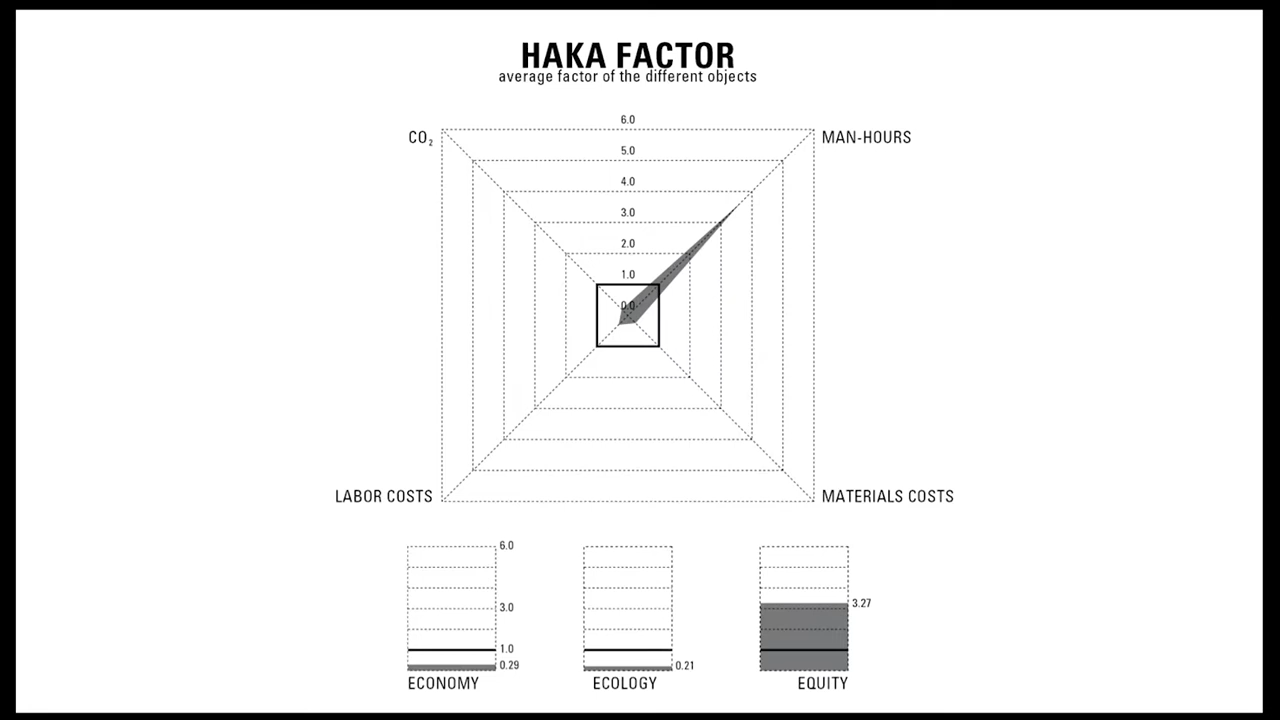 HAKA FACTOR
average factor of the different objects
6.0
CO₂
MAN-HOURS
5.0
4.0
3.0
2.0
1.0
0.0
LABOR COSTS
MATERIALS COSTS
6.0
3.0
3.27
1.0
0.29
0.21
ECONOMY
ECOLOGY
EQUITY